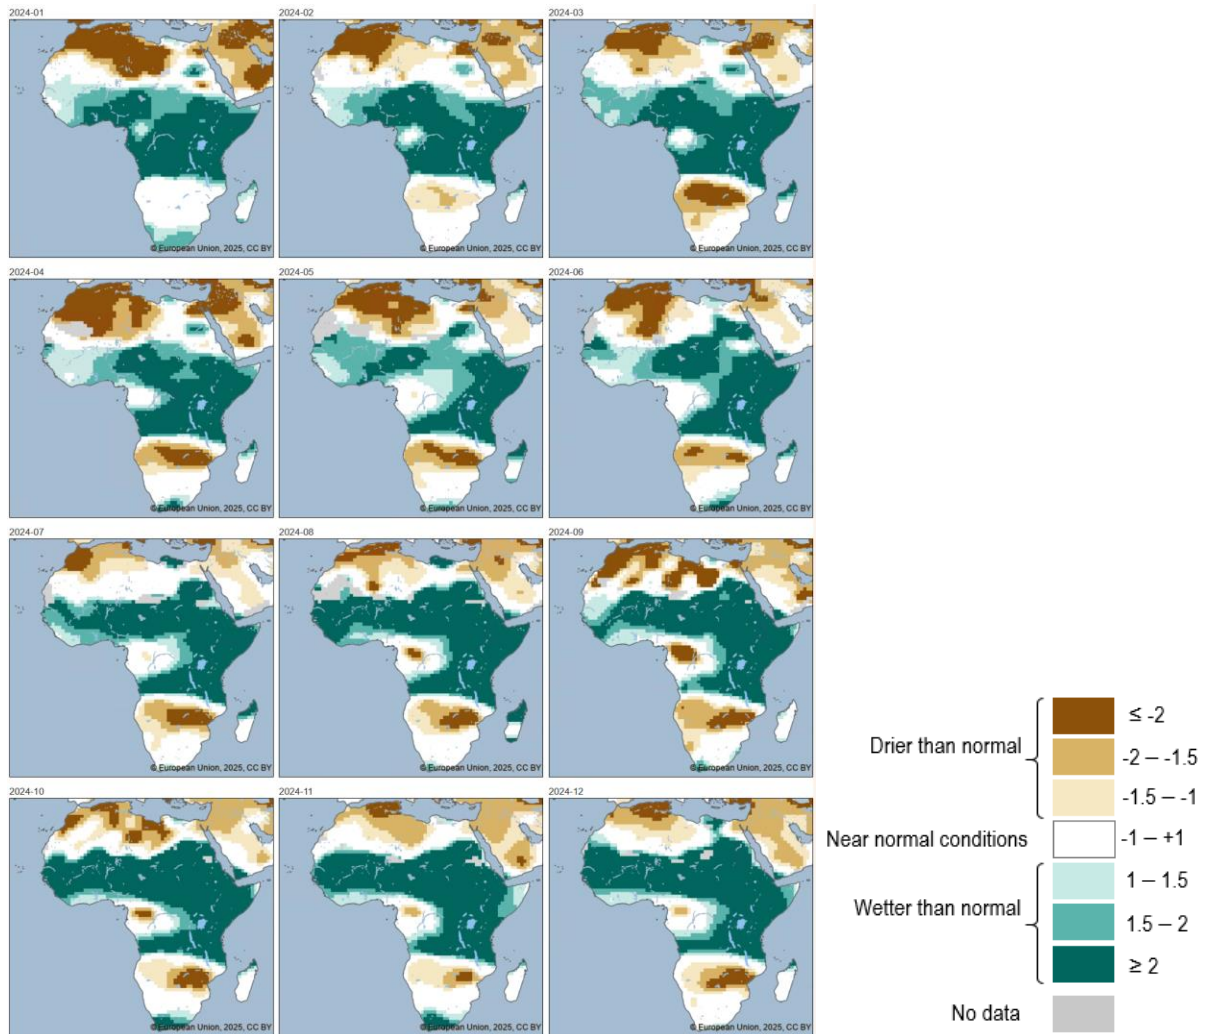 2024-01
2024-02
2024-03
© European Union, 2025, CC BY
© European Union, 2025, CC BY
© European Union, 2025, CC BY
2024-04
2024-05
2024-06
© European Union, 2025, CC BY
© European Union, 2025, CC BY
© European Union, 2025, CC BY
2024-07
2024-08
2024-09
© European Union, 2025, CC BY
© European Union, 2025, CC BY
© European Union, 2025, CC BY
2024-10
2024-11
2024-12
© European Union, 2025, CC BY
© European Union, 2025, CC BY
© European Union, 2025, CC BY
≤ -2
Drier than normal
-2 – -1.5
-1.5 – -1
Near normal conditions
-1 – +1
1 – 1.5
Wetter than normal
1.5 – 2
≥ 2
No data